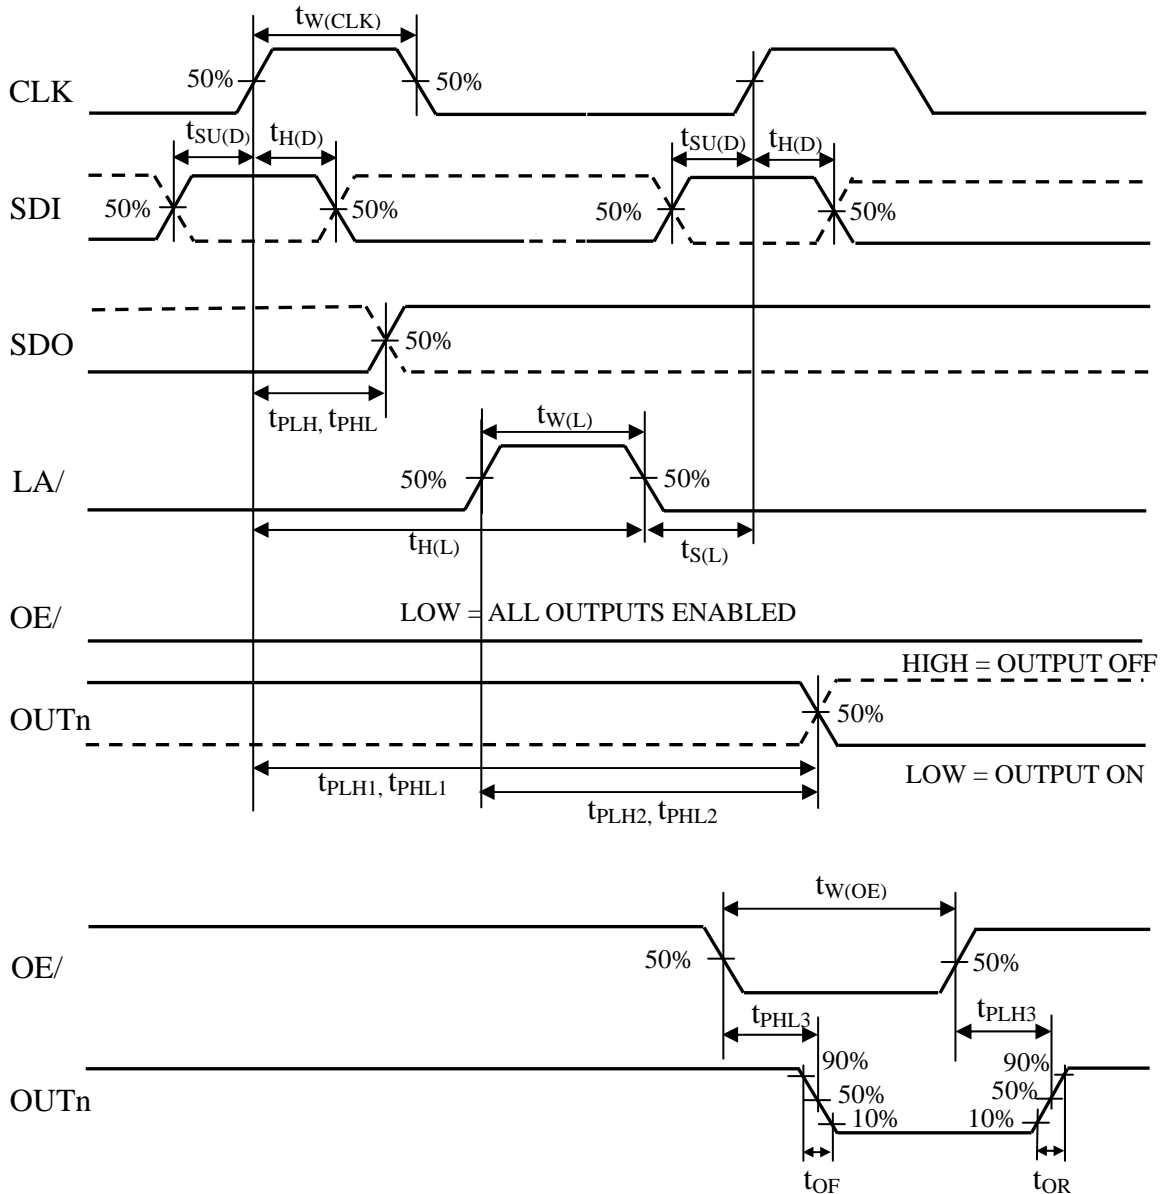 tW(CLK)
CLK
50%
50%
tSU(D)
tH(D)
tSU(D)
tH(D)
SDI
50%
50%
50%
50%
SDO
50%
tPLH, tPHL
tW(L)
LA/
50%
50%
tH(L)
tS(L)
OE/
LOW = ALL OUTPUTS ENABLED
HIGH = OUTPUT OFF
OUTn
50%
LOW = OUTPUT ON
tPLH1, tPHL1
tPLH2, tPHL2
tW(OE)
OE/
50%
50%
tPHL3
tPLH3
90%
90%
OUTn
50%
50%
10%
10%
tOF
tOR